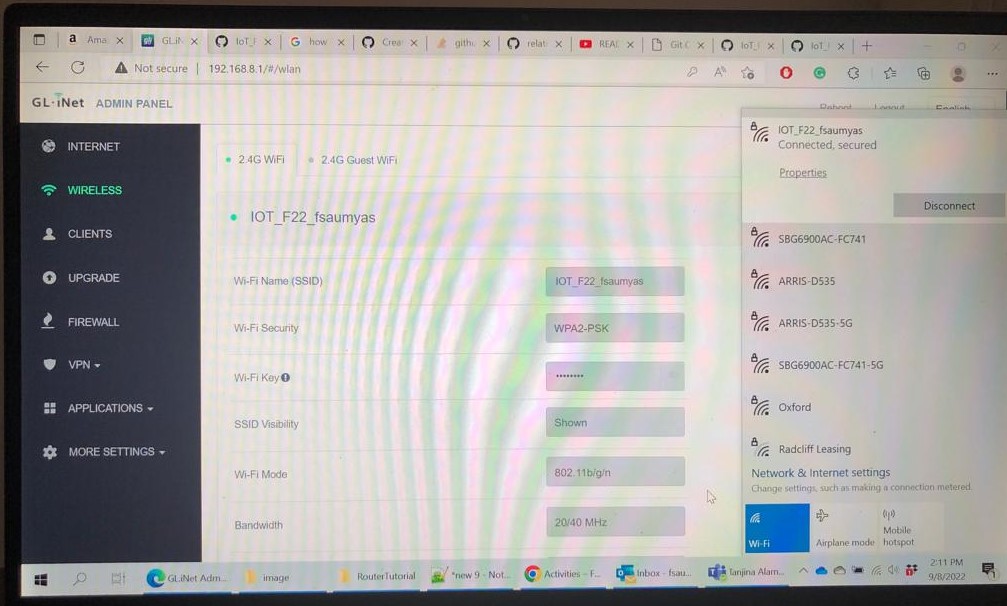 a Ama
GLiN
IoT_I
how
Crea
githu
relati
REAL
Git C
IoT_I
IoT_I
Not secure | 192.168.8.1/#/wlan
GL·iNet ADMIN PANEL
Reboot Logout English
INTERNET
WIRELESS
CLIENTS
UPGRADE
FIREWALL
VPN
APPLICATIONS
MORE SETTINGS
2.4G WiFi
2.4G Guest WiFi
IOT_F22_fsaumyas
Wi-Fi Name (SSID) IOT_F22_fsaumyas
Wi-Fi Security WPA2-PSK
Wi-Fi Key ••••••••
SSID Visibility Shown
Wi-Fi Mode 802.11b/g/n
Bandwidth 20/40 MHz
IOT_F22_fsaumyas
Connected, secured
Properties
Disconnect
SBG6900AC-FC741
ARRIS-D535
ARRIS-D535-5G
SBG6900AC-FC741-5G
Oxford
Radcliff Leasing
Network & Internet settings
Change settings, such as making a connection metered.
Wi-Fi
Airplane mode
Mobile
hotspot
GL.iNet Adm...
image
RouterTutorial
*new 9 - Not...
Activities - F...
Inbox - fsau...
Tanjina Alam...
2:11 PM
9/8/2022